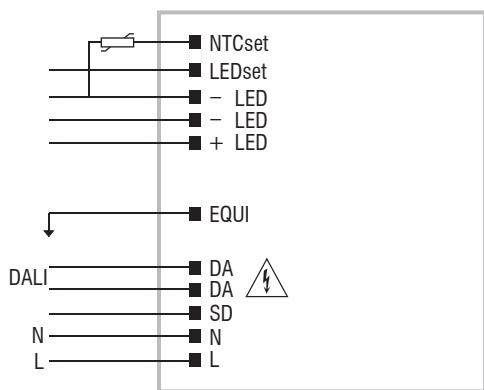 NTCset
LEDset
− LED
− LED
+ LED
EQUI
DALI
DA
DA
SD
N N
L L